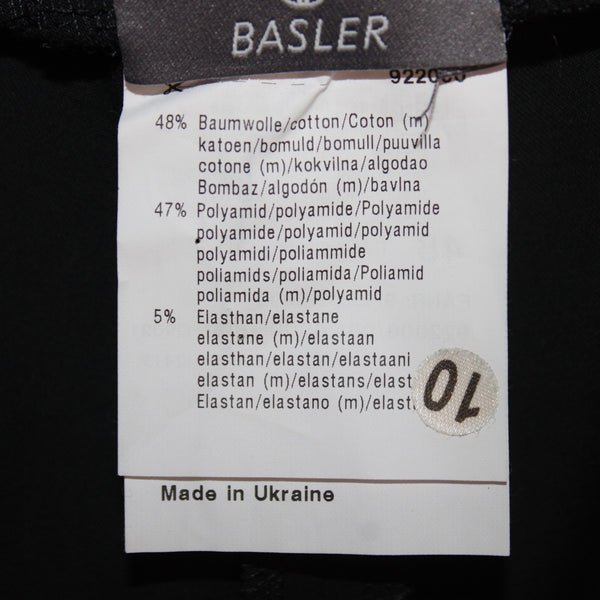 BASLER
48% Baumwolle/cotton/Coton (m)
katoen/bomuld/bomull/puuvilla
cotone (m)/kokvilna/algodao
Bombaz/algodón (m)/bavlna
47% Polyamid/polyamide/Polyamide
polyamide/polyamid/polyamid
polyamidi/poliammide
poliamids/poliamida/Poliamid
poliamida (m)/polyamid
5% Elasthan/elastane
elastane (m)/elastaan
elasthan/elastan/elastaani
elastan (m)/elastans/elast
Elastan/elastano (m)/elast
10
Made in Ukraine